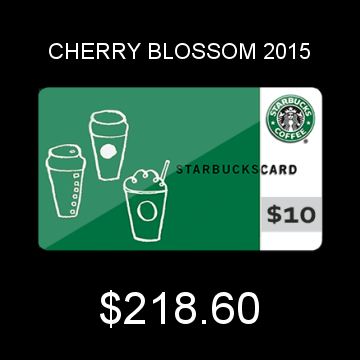 CHERRY BLOSSOM 2015
STARBUCKS
COFFEE
STARBUCKSCARD
$10
$218.60